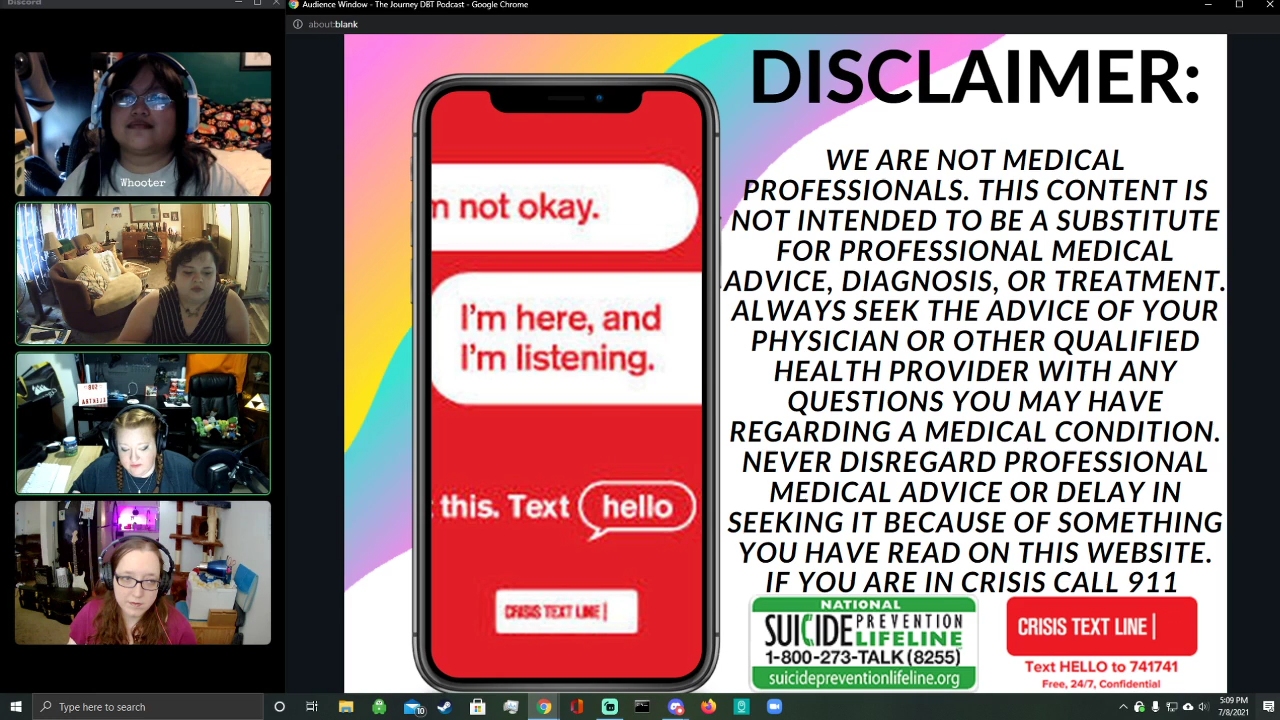 Discord
Audience Window - The Journey DBT Podcast - Google Chrome
about:blank
Whooter
m not okay.
I'm here, and
I'm listening.
this. Text hello
CRISIS TEXT LINE |
DISCLAIMER:
WE ARE NOT MEDICAL
PROFESSIONALS. THIS CONTENT IS
NOT INTENDED TO BE A SUBSTITUTE
FOR PROFESSIONAL MEDICAL
ADVICE, DIAGNOSIS, OR TREATMENT.
ALWAYS SEEK THE ADVICE OF YOUR
PHYSICIAN OR OTHER QUALIFIED
HEALTH PROVIDER WITH ANY
QUESTIONS YOU MAY HAVE
REGARDING A MEDICAL CONDITION.
NEVER DISREGARD PROFESSIONAL
MEDICAL ADVICE OR DELAY IN
SEEKING IT BECAUSE OF SOMETHING
YOU HAVE READ ON THIS WEBSITE.
IF YOU ARE IN CRISIS CALL 911
NATIONAL
SUICIDE PREVENTION
LIFELINE
1-800-273-TALK (8255)
suicidepreventionlifeline.org
CRISIS TEXT LINE |
Text HELLO to 741741
Free, 24/7, Confidential
Type here to search
10
5:09 PM
7/8/2021